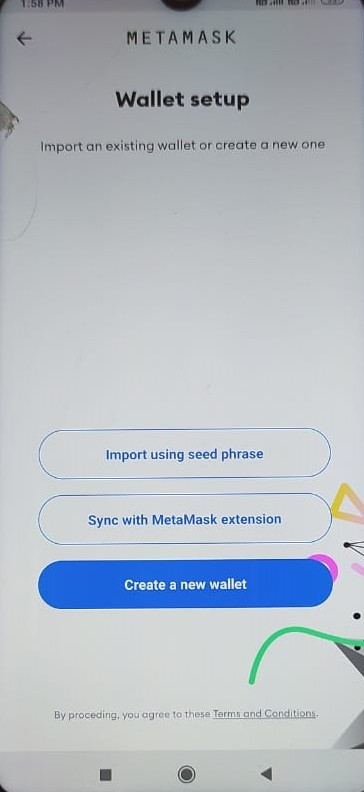 1:58 PM
METAMASK
Wallet setup
Import an existing wallet or create a new one
Import using seed phrase
Sync with MetaMask extension
Create a new wallet
By proceding, you agree to these Terms and Conditions.